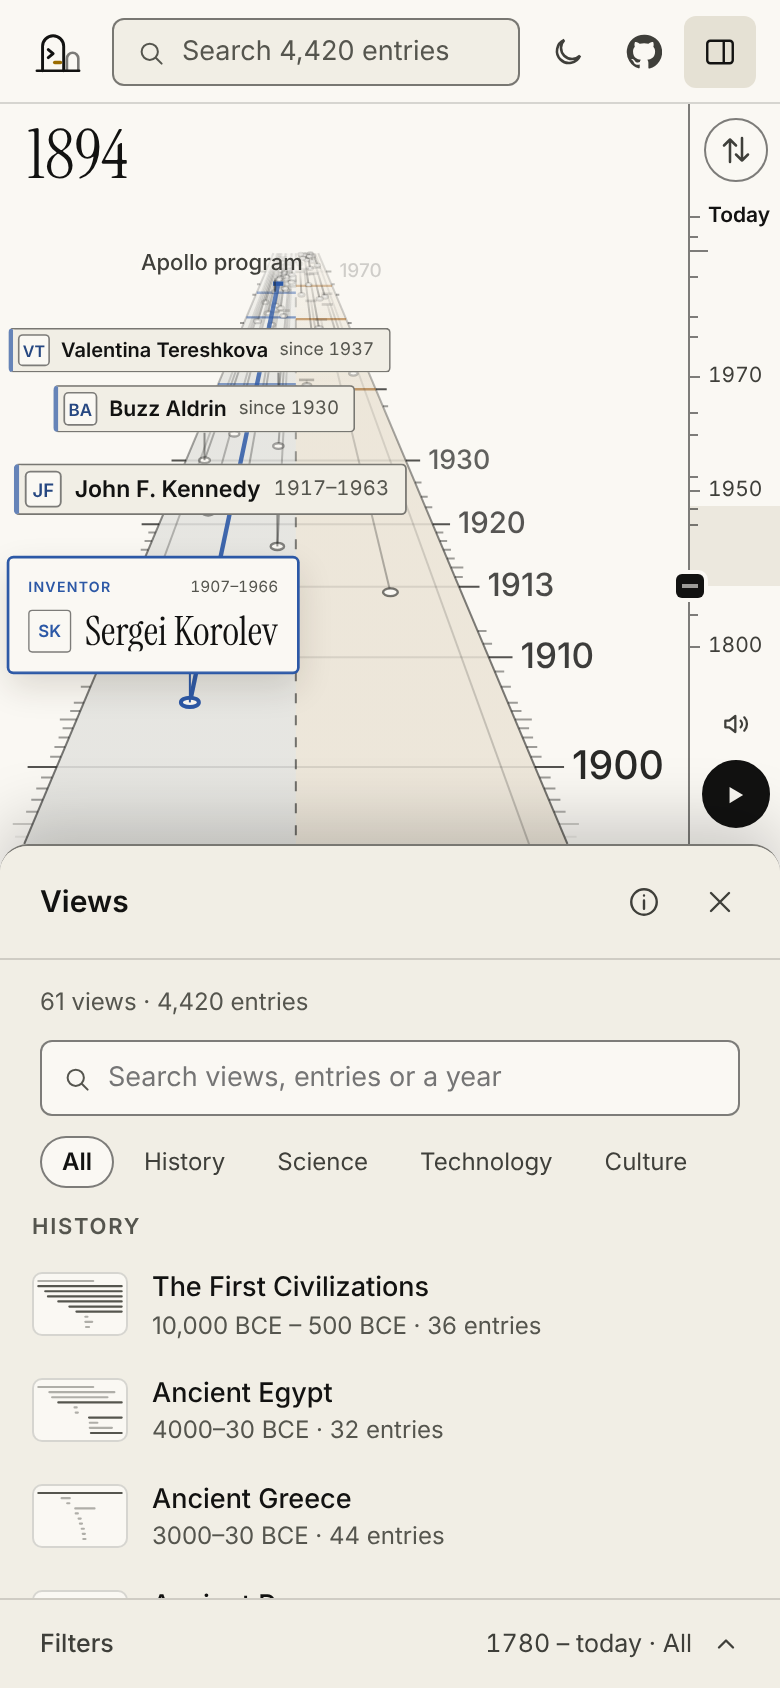 Search 4,420 entries
1894
Today
Apollo program
1970
VT Valentina Tereshkova since 1937
BA Buzz Aldrin since 1930
1970
1930
JF John F. Kennedy 1917–1963
1950
1920
INVENTOR 1907–1966
SK Sergei Korolev
1913
1910
1800
1900
Views
61 views · 4,420 entries
Search views, entries or a year
All History Science Technology Culture
HISTORY
The First Civilizations
10,000 BCE – 500 BCE · 36 entries
Ancient Egypt
4000–30 BCE · 32 entries
Ancient Greece
3000–30 BCE · 44 entries
Filters 1780 – today · All